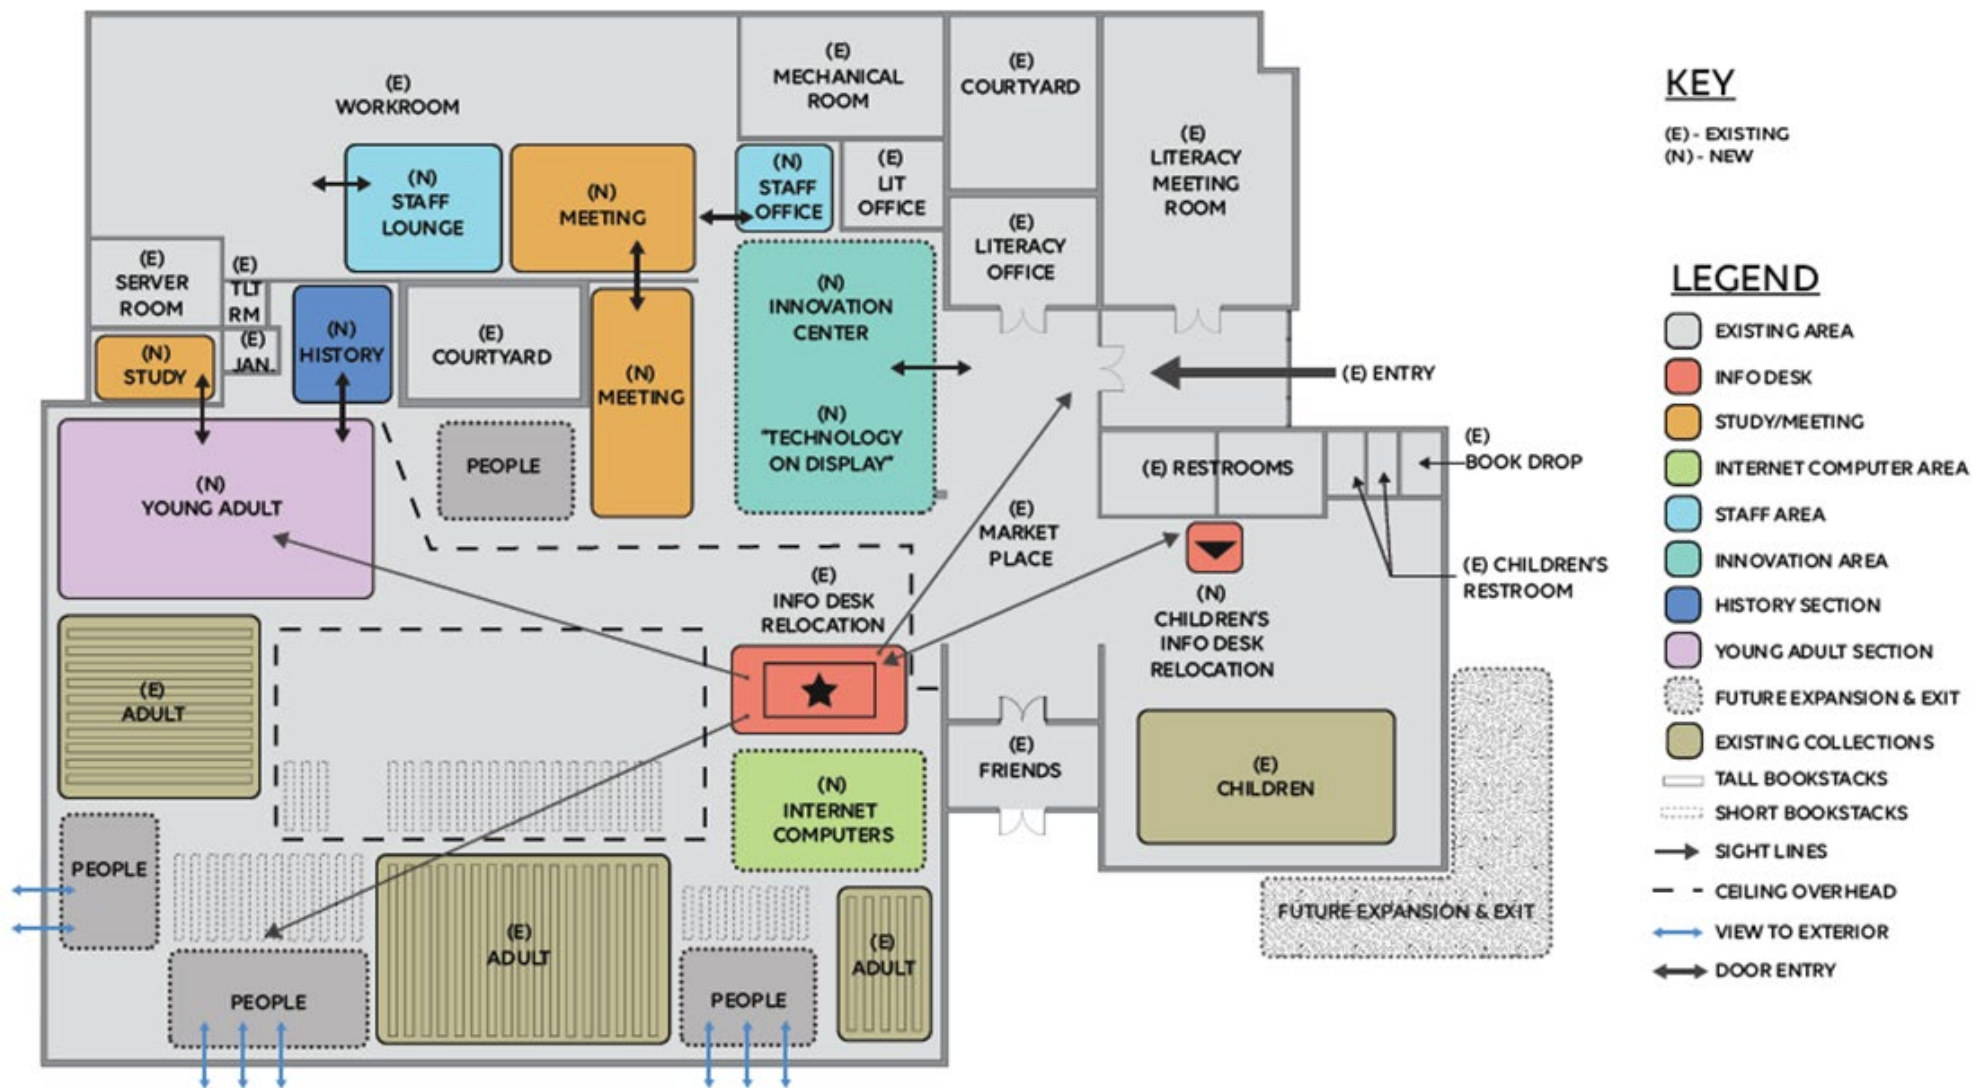 (E)
WORKROOM
(E)
MECHANICAL
ROOM
(E)
COURTYARD
(E)
LITERACY
MEETING
ROOM
(N)
STAFF
LOUNGE
(N)
MEETING
(N)
STAFF
OFFICE
(E)
LIT
OFFICE
(E)
LITERACY
OFFICE
(E)
SERVER
ROOM
(E)
TLT
RM
(E)
JAN.
(N)
STUDY
(N)
HISTORY
(E)
COURTYARD
(N)
MEETING
(N)
INNOVATION
CENTER
(N)
"TECHNOLOGY
ON DISPLAY"
(E) ENTRY
PEOPLE
(N)
YOUNG ADULT
(E)
MARKET
PLACE
(E) RESTROOMS
(E)
BOOK DROP
(E) CHILDREN'S
RESTROOM
(E)
INFO DESK
RELOCATION
(N)
CHILDREN'S
INFO DESK
RELOCATION
(E)
ADULT
(E)
FRIENDS
(E)
CHILDREN
(N)
INTERNET
COMPUTERS
PEOPLE
(E)
ADULT
(E)
ADULT
PEOPLE
PEOPLE
FUTURE EXPANSION & EXIT
KEY
(E) - EXISTING
(N) - NEW
LEGEND
EXISTING AREA
INFO DESK
STUDY/MEETING
INTERNET COMPUTER AREA
STAFF AREA
INNOVATION AREA
HISTORY SECTION
YOUNG ADULT SECTION
FUTURE EXPANSION & EXIT
EXISTING COLLECTIONS
TALL BOOKSTACKS
SHORT BOOKSTACKS
SIGHT LINES
CEILING OVERHEAD
VIEW TO EXTERIOR
DOOR ENTRY